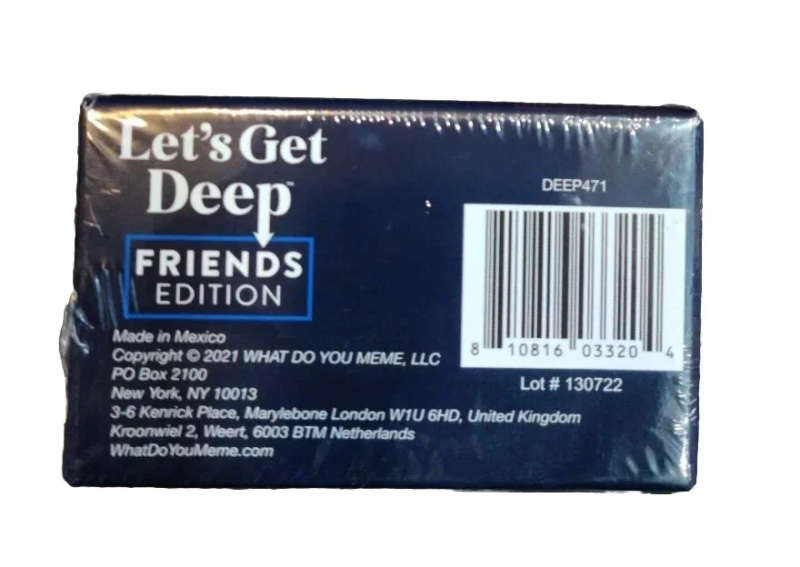 Let's Get
Deep™
FRIENDS
EDITION
Made in Mexico
Copyright © 2021 WHAT DO YOU MEME, LLC
PO Box 2100
New York, NY 10013
3-6 Kenrick Place, Marylebone London W1U 6HD, United Kingdom
Kroonwiel 2, Weert, 6003 BTM Netherlands
WhatDoYouMeme.com
DEEP471
8 10816 03320 4
Lot # 130722